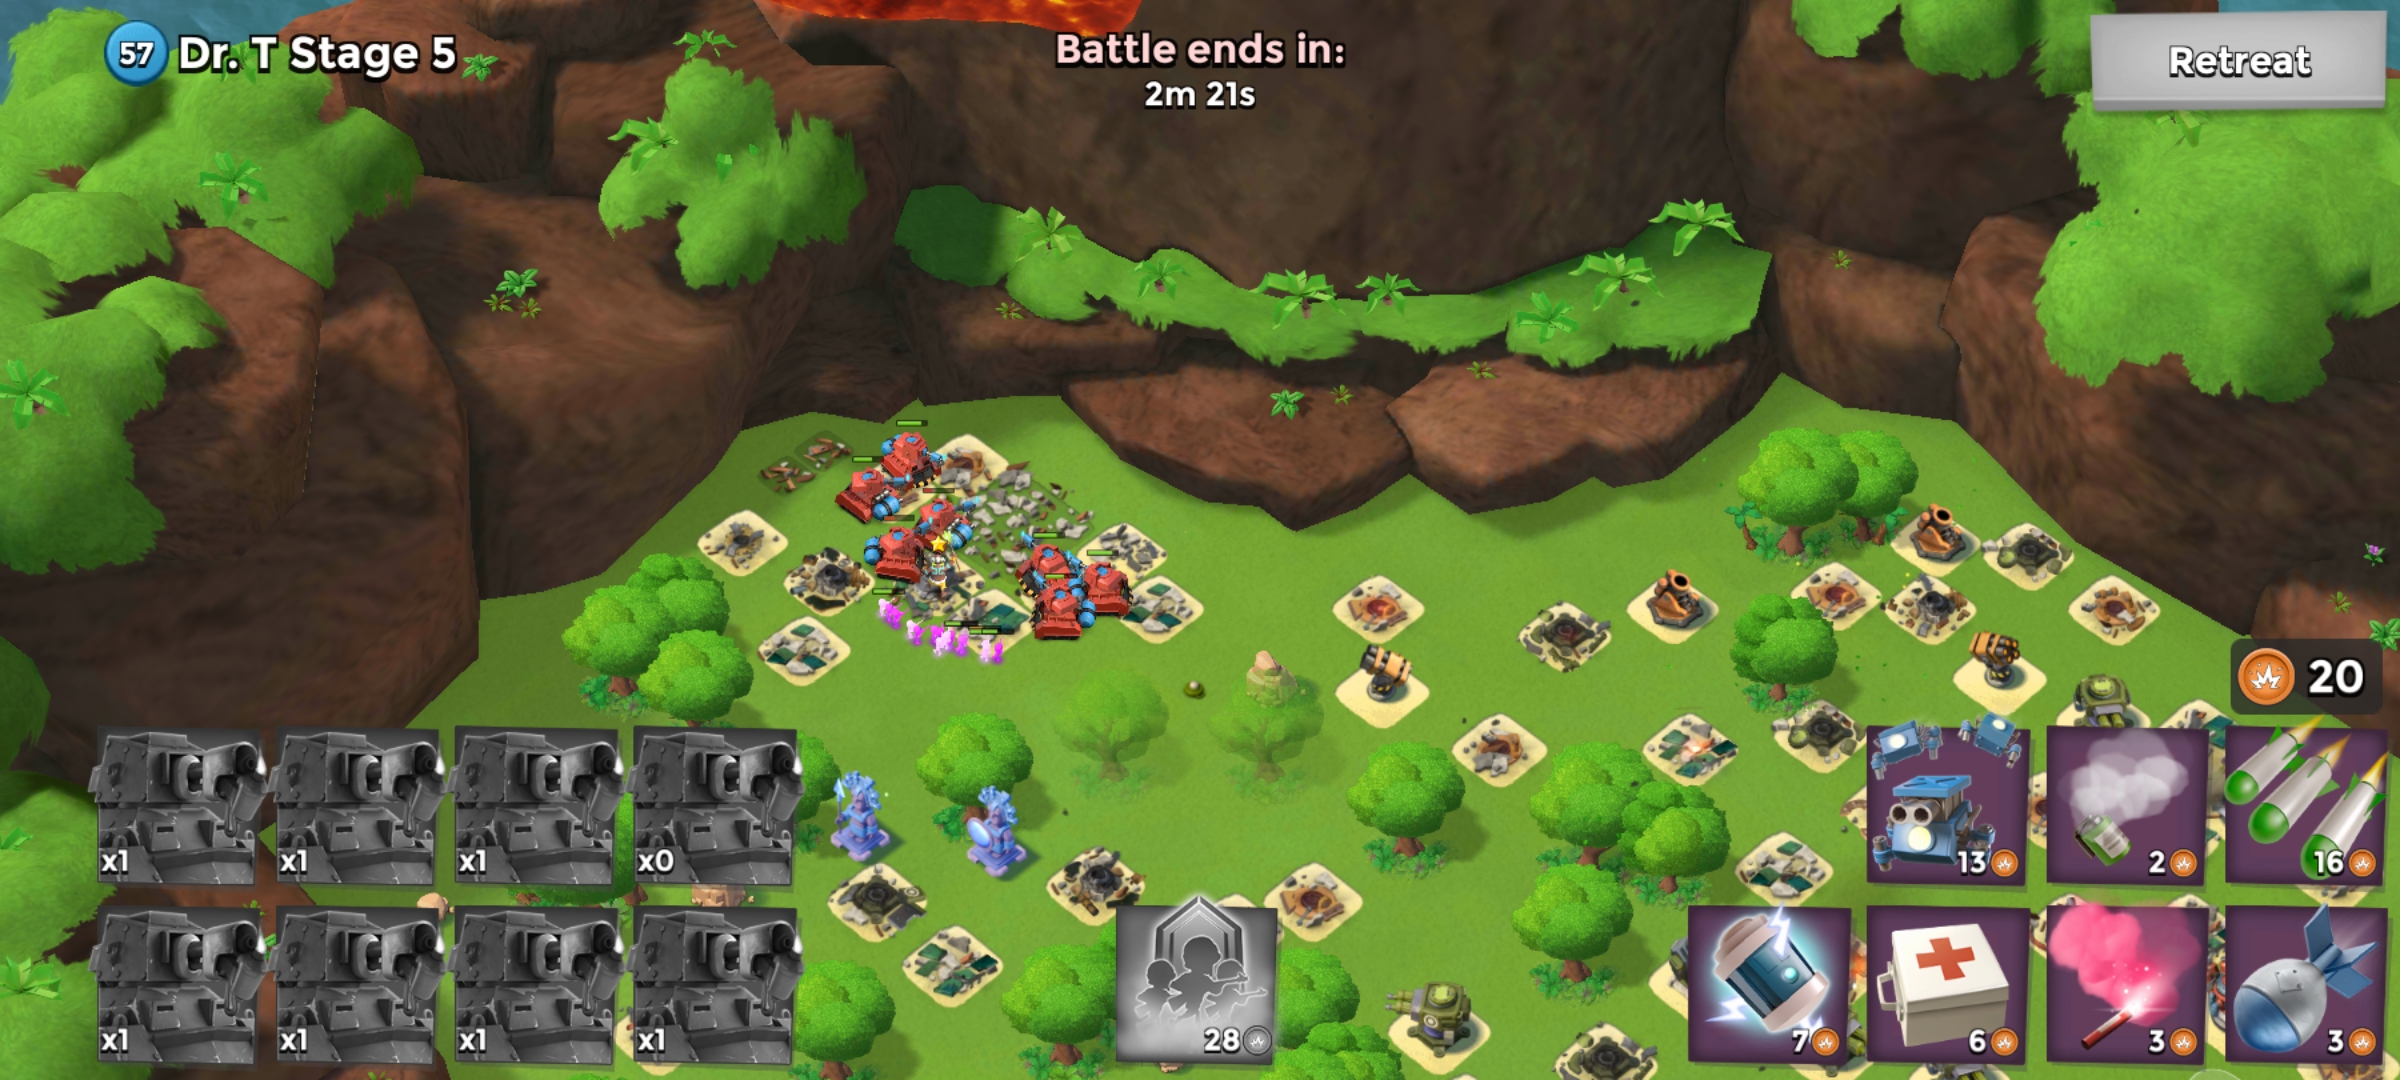 57 Dr. T Stage 5
Battle ends in:
2m 21s
Retreat
20
x1 x1 x1 x0
13 2 16
x1 x1 x1 x1
28
7 6 3 3